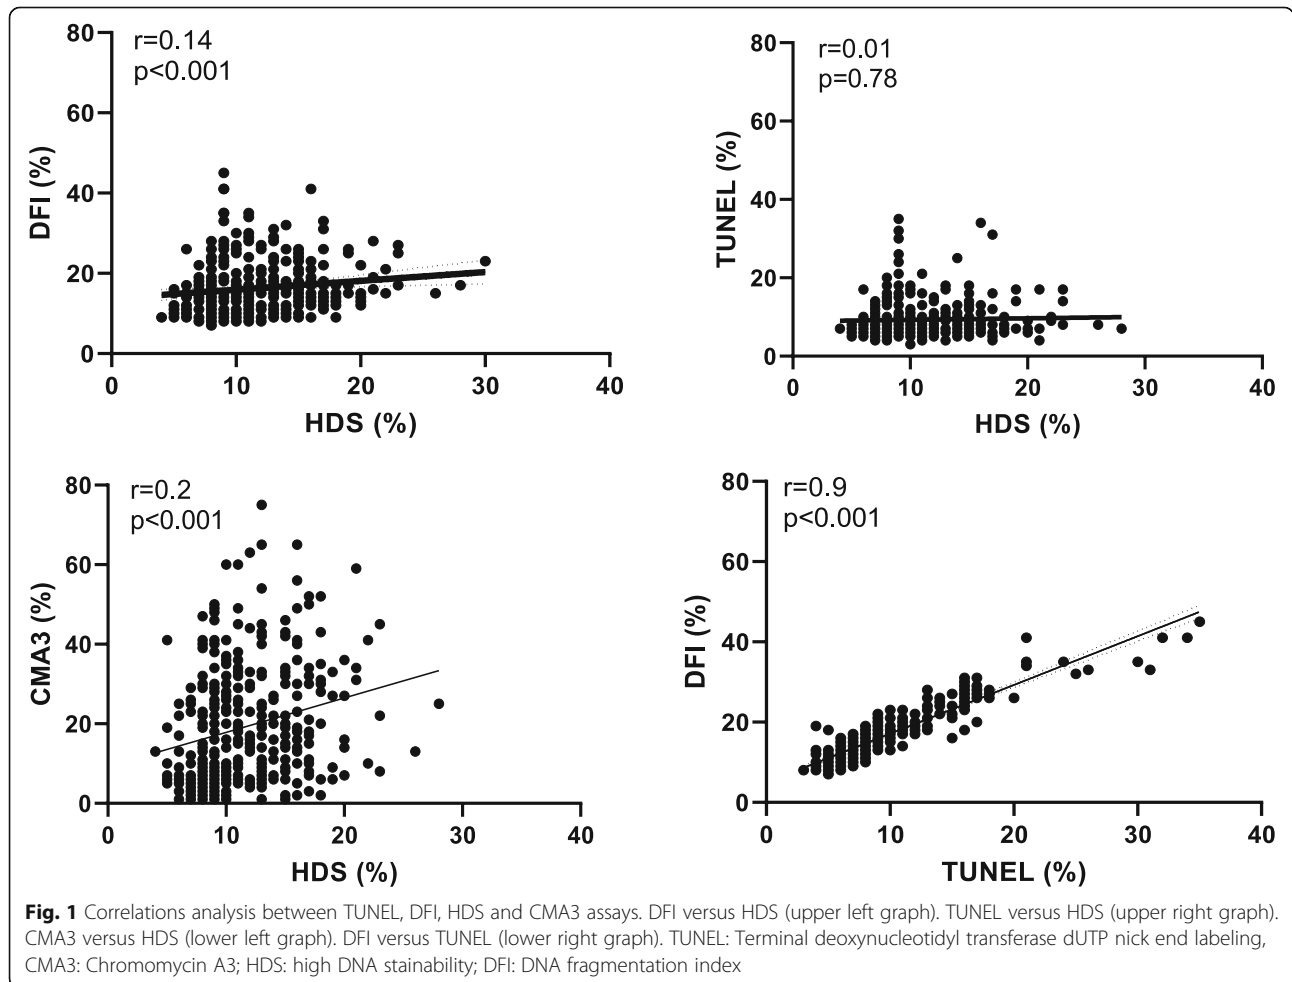 r=0.14
p<0.001
80
60
40
20
0
DFI (%)
0 10 20 30 40
HDS (%)
r=0.01
p=0.78
80
60
40
20
0
TUNEL (%)
0 10 20 30 40
HDS (%)
r=0.2
p<0.001
80
60
40
20
0
CMA3 (%)
0 10 20 30 40
HDS (%)
r=0.9
p<0.001
80
60
40
20
0
DFI (%)
0 10 20 30 40
TUNEL (%)
Fig. 1 Correlations analysis between TUNEL, DFI, HDS and CMA3 assays. DFI versus HDS (upper left graph). TUNEL versus HDS (upper right graph).
CMA3 versus HDS (lower left graph). DFI versus TUNEL (lower right graph). TUNEL: Terminal deoxynucleotidyl transferase dUTP nick end labeling,
CMA3: Chromomycin A3; HDS: high DNA stainability; DFI: DNA fragmentation index